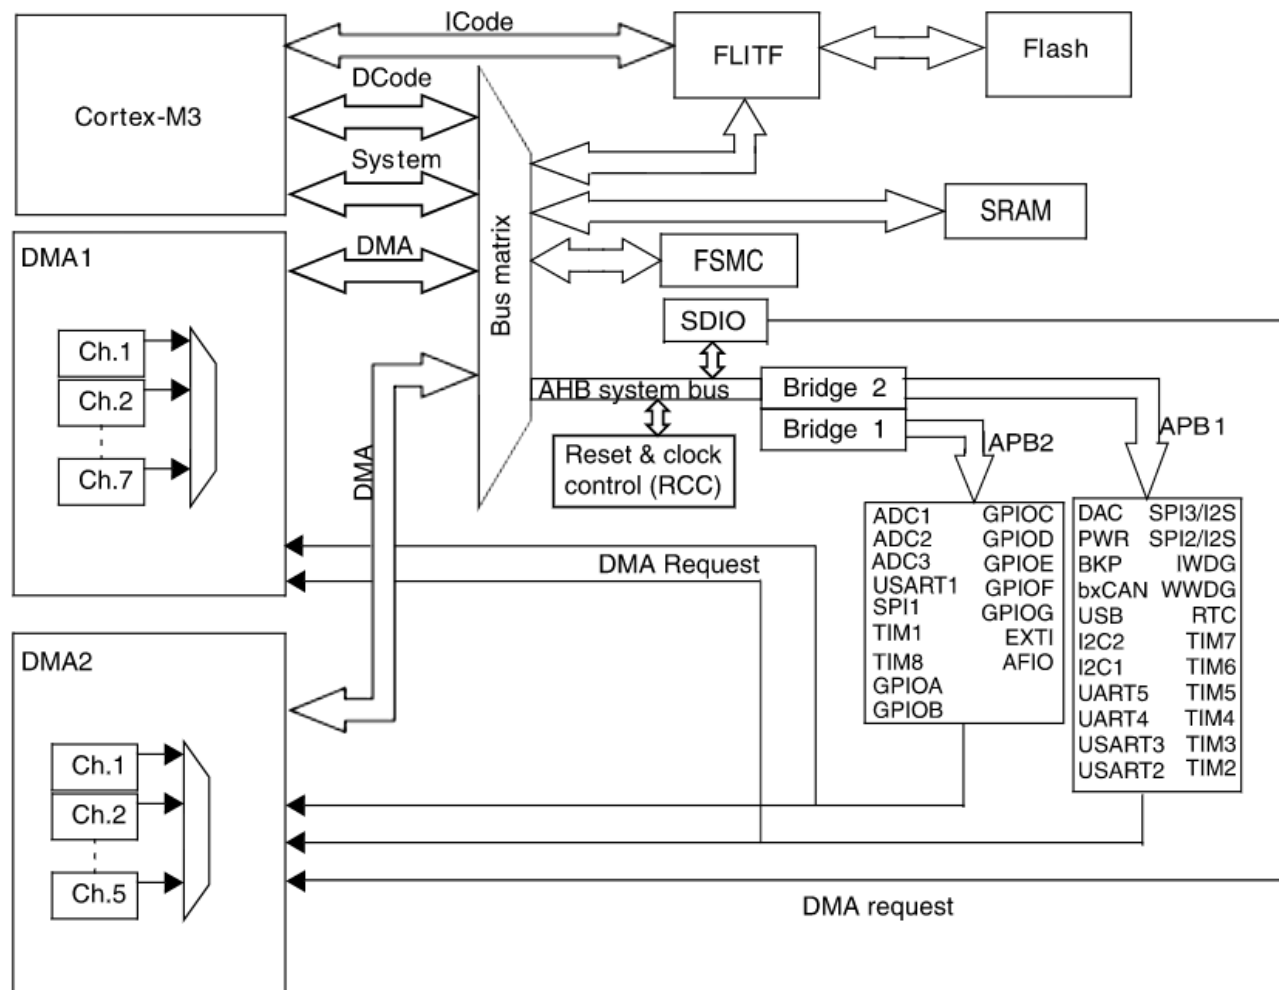 ICode
FLITF
Flash
DCode
Cortex-M3
System
SRAM
DMA1
DMA
FSMC
Bus matrix
SDIO
Ch.1
Ch.2
Ch.7
AHB system bus
Bridge 2
Bridge 1
APB2
APB1
Reset & clock
control (RCC)
DMA
DMA Request
ADC1 GPIOC
ADC2 GPIOD
ADC3 GPIOE
USART1 GPIOF
SPI1 GPIOG
TIM1 EXTI
TIM8 AFIO
GPIOA
GPIOB
DAC SPI3/I2S
PWR SPI2/I2S
BKP IWDG
bxCAN WWDG
USB RTC
I2C2 TIM7
I2C1 TIM6
UART5 TIM5
UART4 TIM4
USART3 TIM3
USART2 TIM2
DMA2
Ch.1
Ch.2
Ch.5
DMA request